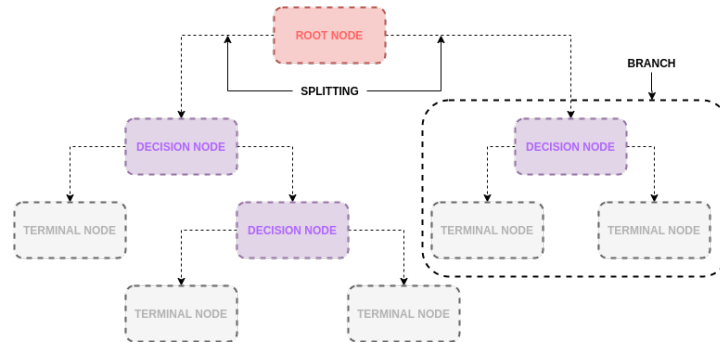 ROOT NODE
BRANCH
SPLITTING
DECISION NODE
DECISION NODE
TERMINAL NODE
DECISION NODE
TERMINAL NODE
TERMINAL NODE
TERMINAL NODE
TERMINAL NODE